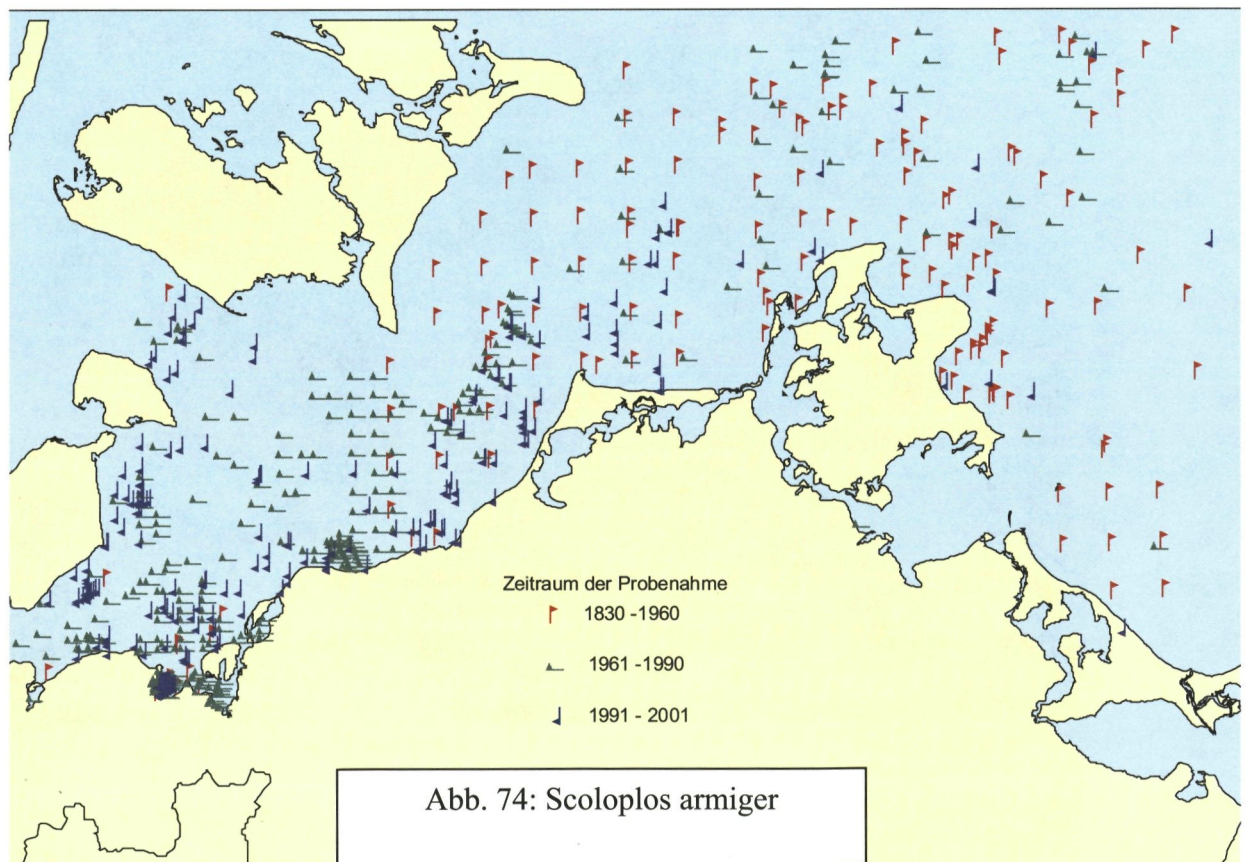 Zeitraum der Probenahme
1830 -1960
1961 -1990
1991 - 2001
Abb. 74: Scoloplos armiger